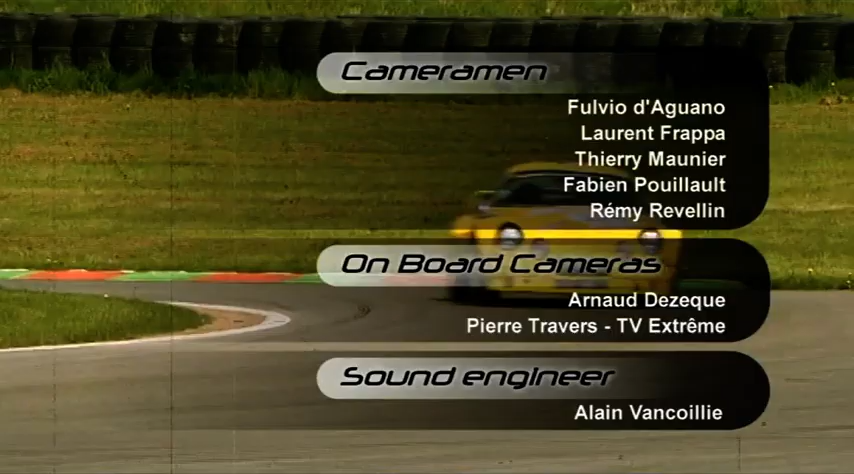 Cameramen
Fulvio d'Aguano
Laurent Frappa
Thierry Maunier
Fabien Pouillault
Rémy Revellin
On Board Cameras
Arnaud Dezeque
Pierre Travers - TV Extrême
Sound engineer
Alain Vancoillie